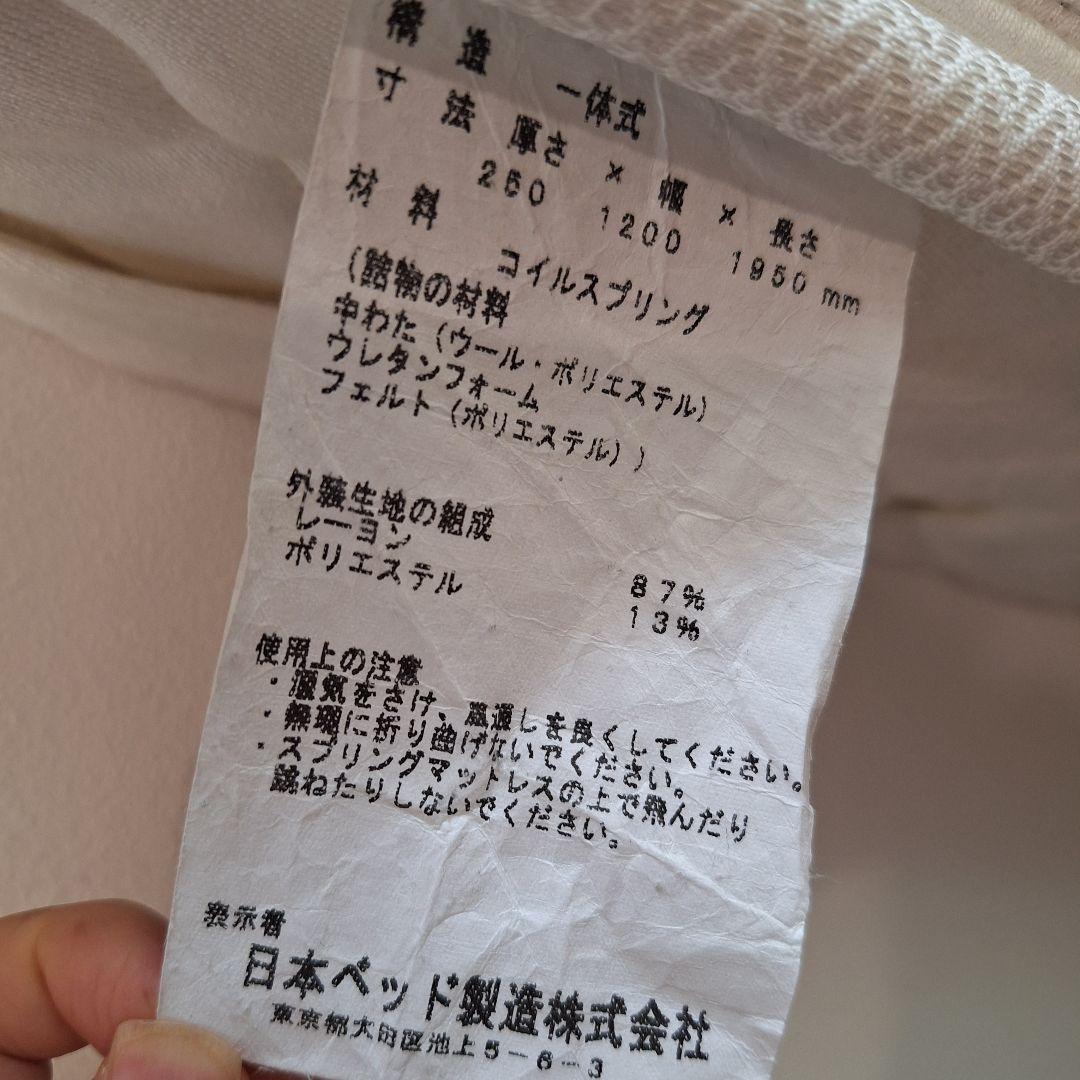 構造 一体式
寸法 厚さ × 幅 × 長さ
260 1200 1950 mm
材料 コイルスプリング
(詰物の材料
中わた(ウール・ポリエステル)
ウレタンフォーム
フェルト(ポリエステル))
外装生地の組成
レーヨン 87%
ポリエステル 13%
使用上の注意
・湿気をさけ、風通しを良くしてください。
・無理に折り曲げないでください。
・スプリングマットレスの上で飛んだり
跳ねたりしないでください。
表示者
日本ベッド製造株式会社
東京都大田区池上5-6-3